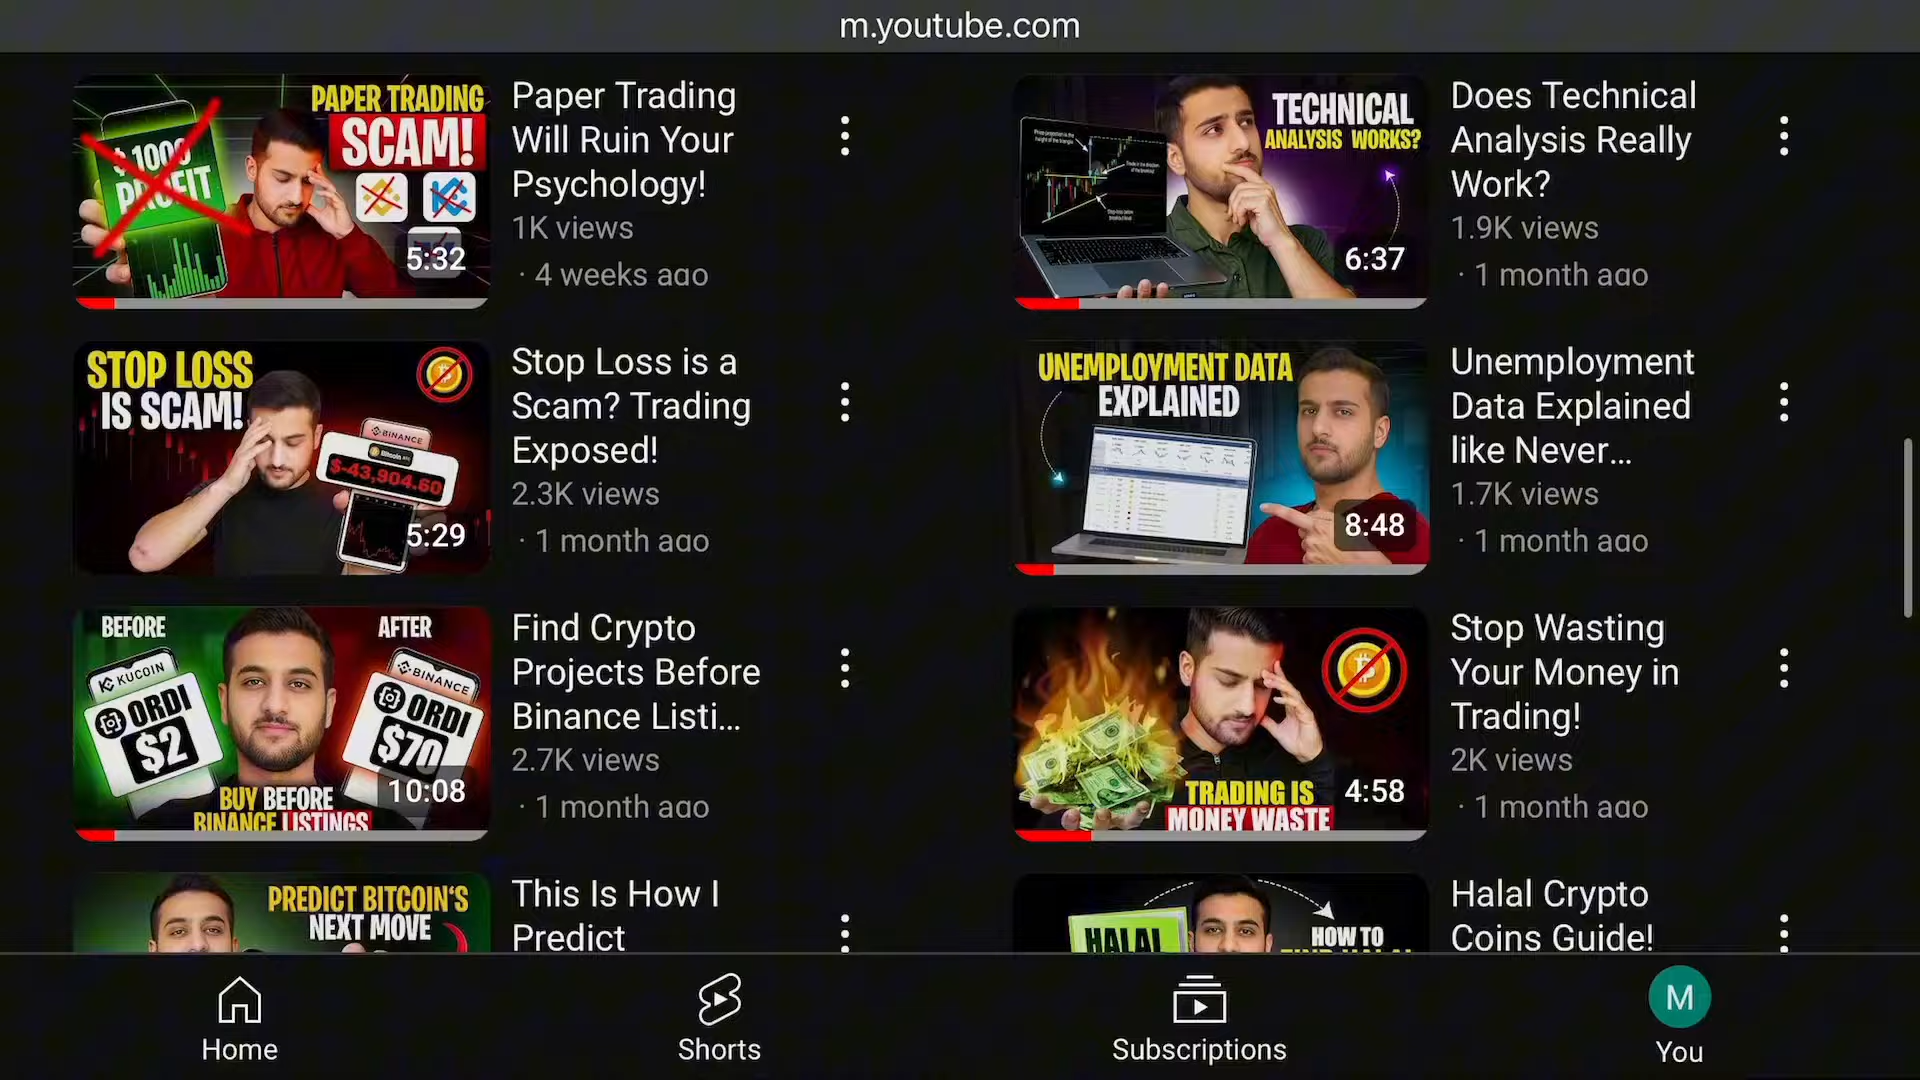 m.youtube.com
PAPER TRADING
SCAM!
$1000
PROFIT
5:32
Paper Trading
Will Ruin Your
Psychology!
1K views
· 4 weeks ago
TECHNICAL
ANALYSIS WORKS?
6:37
Does Technical
Analysis Really
Work?
1.9K views
· 1 month ago
STOP LOSS
IS SCAM!
BINANCE
Bitcoin
$-43,904.60
5:29
Stop Loss is a
Scam? Trading
Exposed!
2.3K views
· 1 month ago
UNEMPLOYMENT DATA
EXPLAINED
8:48
Unemployment
Data Explained
like Never...
1.7K views
· 1 month ago
BEFORE
AFTER
KUCOIN
ORDI
$2
BINANCE
ORDI
$70
BUY BEFORE
BINANCE LISTINGS
10:08
Find Crypto
Projects Before
Binance Listi...
2.7K views
· 1 month ago
TRADING IS
MONEY WASTE
4:58
Stop Wasting
Your Money in
Trading!
2K views
· 1 month ago
PREDICT BITCOIN'S
NEXT MOVE
This Is How I
Predict
HALAL
HOW TO
Halal Crypto
Coins Guide!
Home
Shorts
Subscriptions
M
You